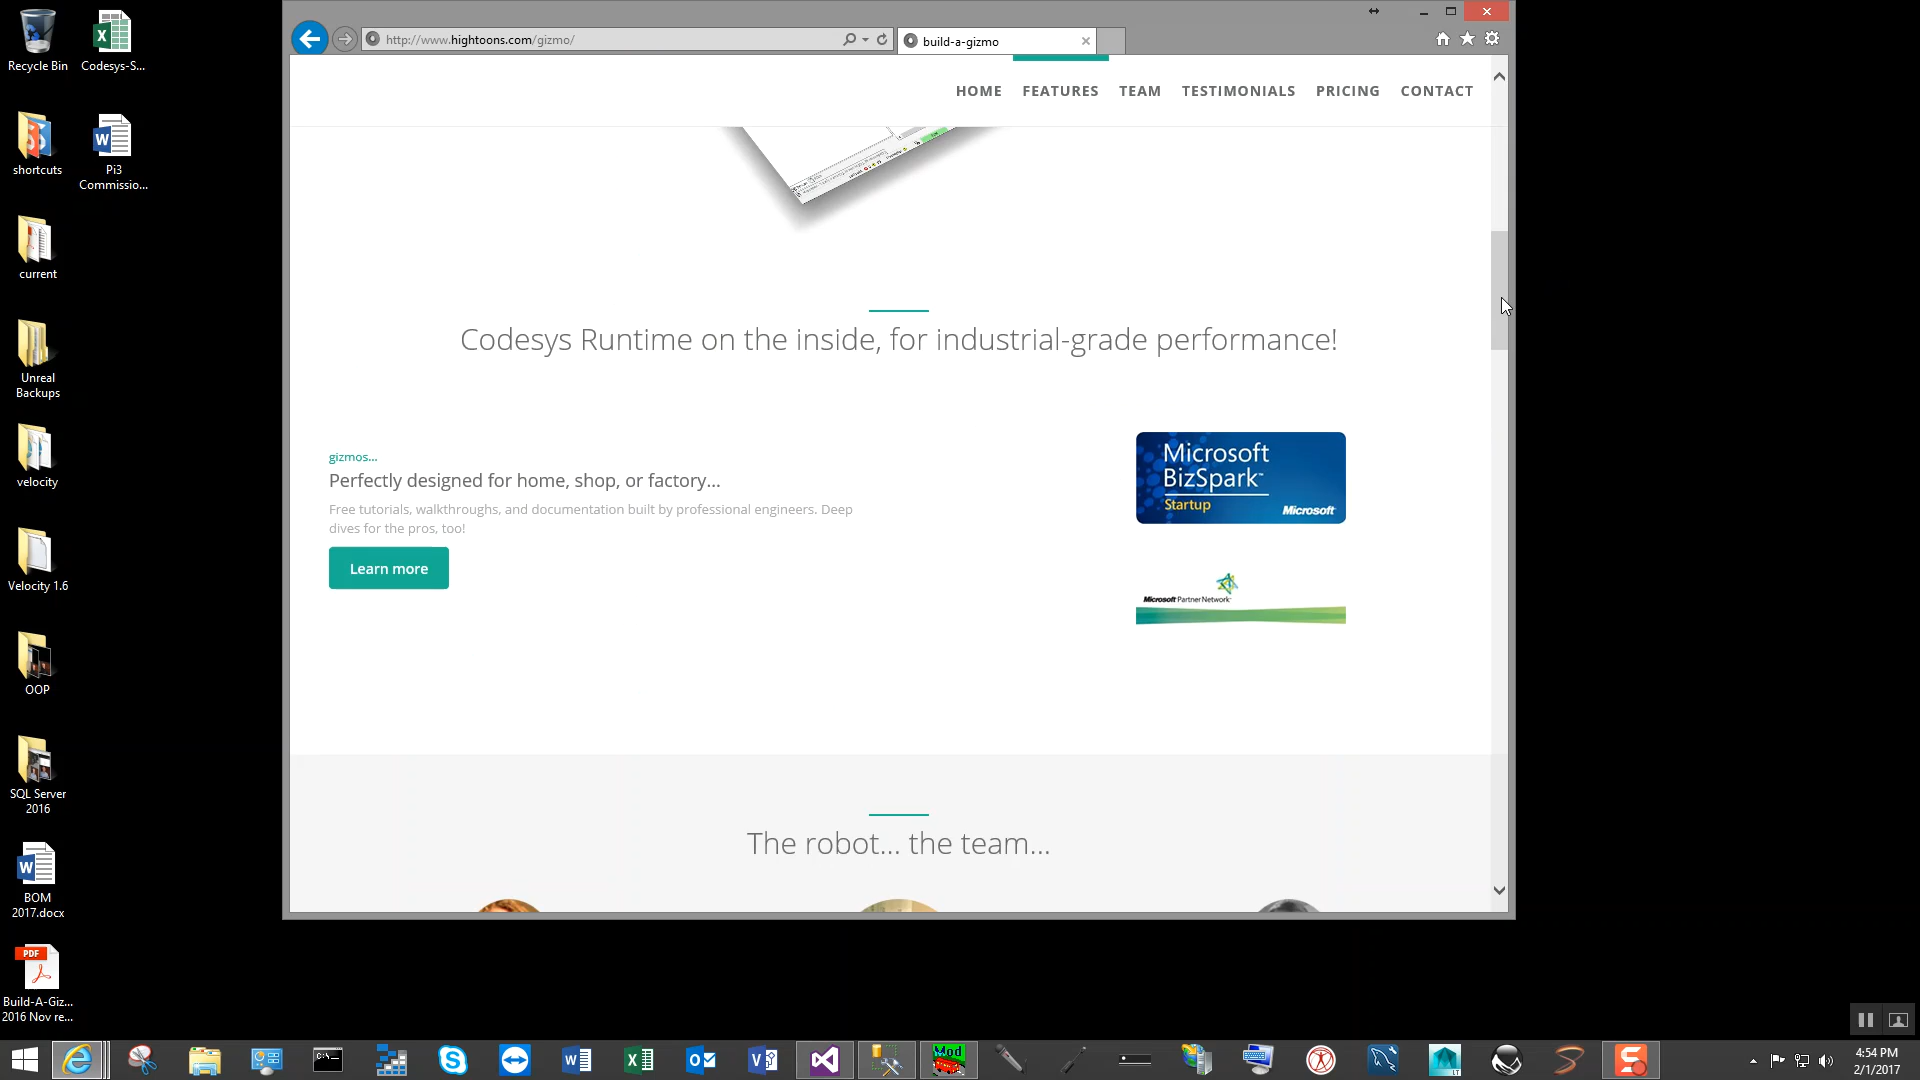 Recycle Bin
Codesys-S...
shortcuts
Pi3
Commissio...
current
Unreal
Backups
velocity
Velocity 1.6
OOP
SQL Server
2016
BOM
2017.docx
PDF
Build-A-Giz...
2016 Nov re...
http://www.hightoons.com/gizmo/
build-a-gizmo
HOME FEATURES TEAM TESTIMONIALS PRICING CONTACT
Codesys Runtime on the inside, for industrial-grade performance!
gizmos...
Perfectly designed for home, shop, or factory...
Free tutorials, walkthroughs, and documentation built by professional engineers. Deep
dives for the pros, too!
Learn more
Microsoft
BizSpark™
Startup
Microsoft
Microsoft Partner Network
The robot... the team...
Mod
LT
4:54 PM
2/1/2017